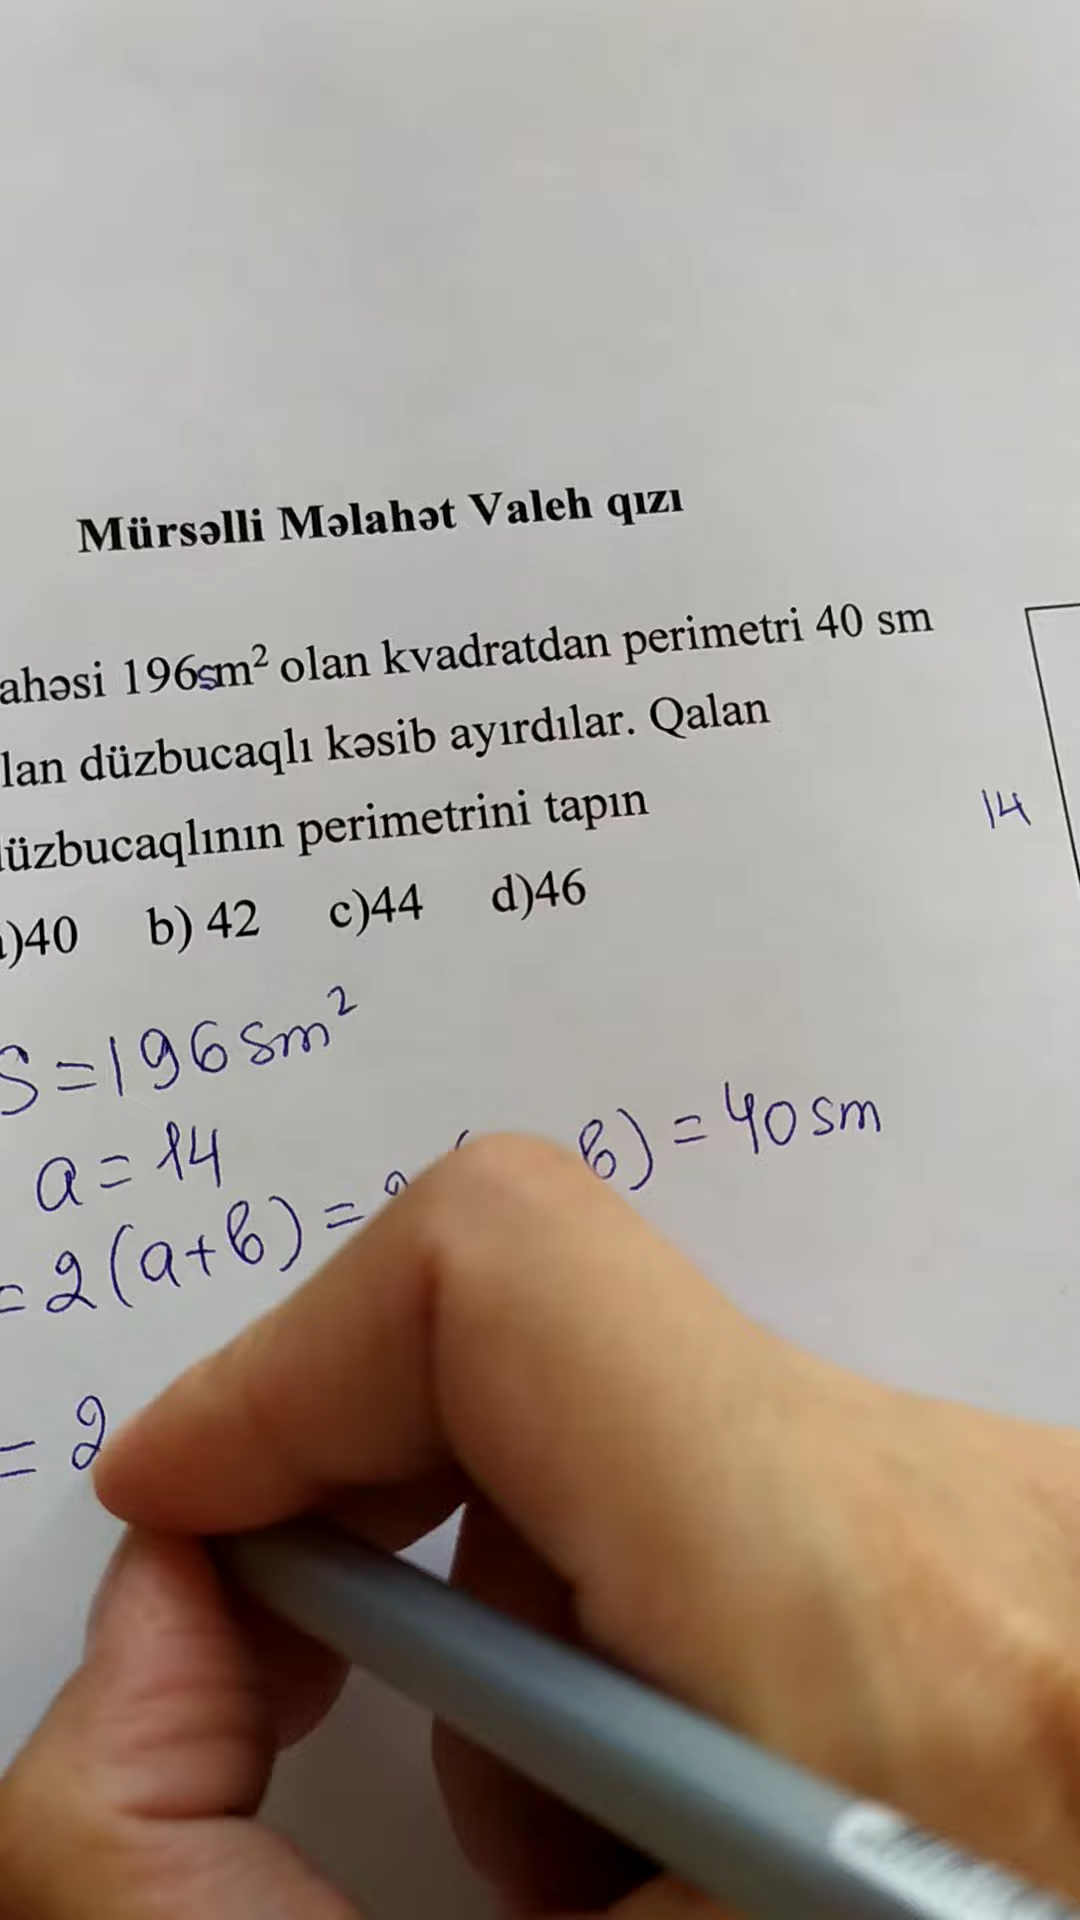 Mürsəlli Məlahət Valeh qızı
ahəsi 196sm² olan kvadratdan perimetri 40 sm
lan düzbucaqlı kəsib ayırdılar. Qalan
düzbucaqlının perimetrini tapın
)40 b) 42 c)44 d)46
14
S=196sm²
a=14
=2(a+b)= b)=40sm
=2